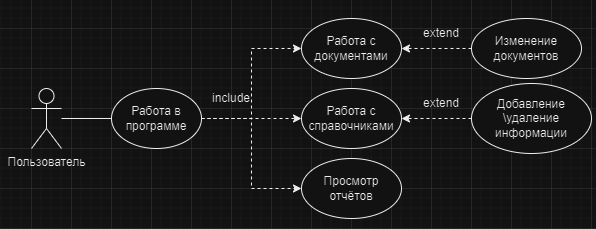 Пользователь
Работа в
программе
include
Работа с
документами
extend
Изменение
документов
Работа с
справочниками
extend
Добавление
\удаление
информации
Просмотр
отчётов